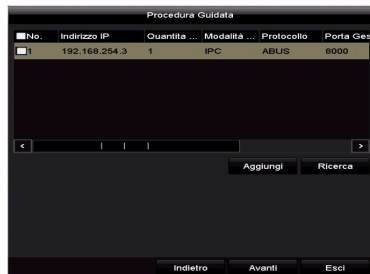 Procedura Guidata
No. Indirizzo IP Quantita ... Modalità ... Protocollo Porta Ges
1 192.168.254.3 1 IPC ABUS 8000
< >
Aggiungi Ricerca
Indietro Avanti Esci